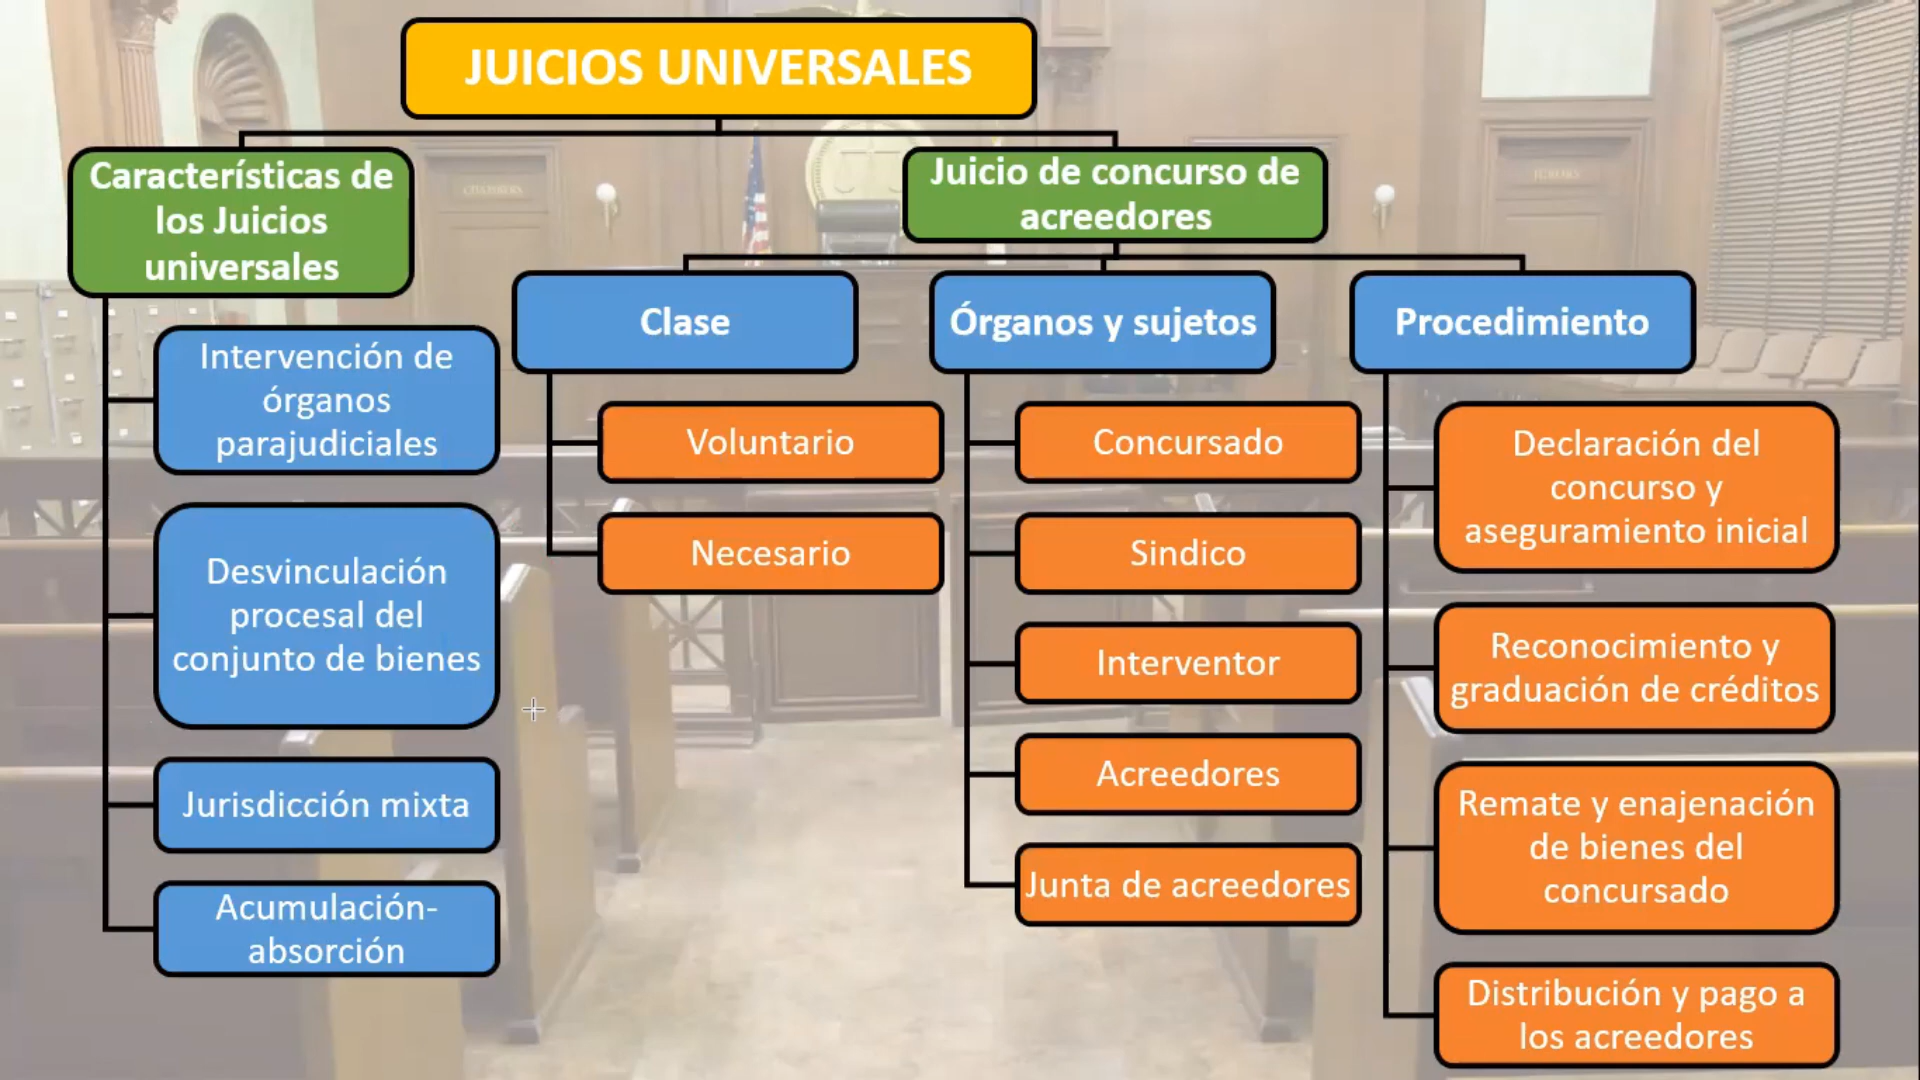 JUICIOS UNIVERSALES
Características de
los Juicios
universales
Intervención de
órganos
parajudiciales
Desvinculación
procesal del
conjunto de bienes
Jurisdicción mixta
Acumulación-
absorción
Juicio de concurso de
acreedores
Clase
Voluntario
Necesario
Órganos y sujetos
Concursado
Sindico
Interventor
Acreedores
Junta de acreedores
Procedimiento
Declaración del
concurso y
aseguramiento inicial
Reconocimiento y
graduación de créditos
Remate y enajenación
de bienes del
concursado
Distribución y pago a
los acreedores
CHAMBERS